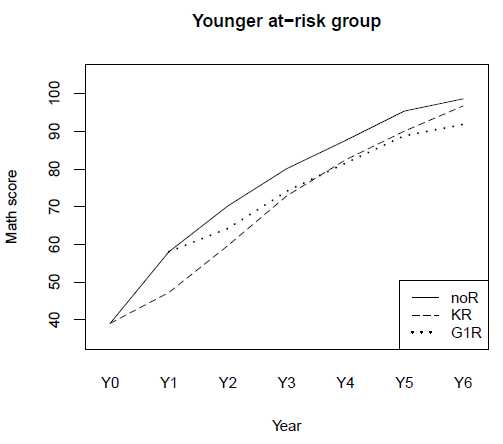 Younger at−risk group
Math score
100
90
80
70
60
50
40
noR
KR
G1R
Y0 Y1 Y2 Y3 Y4 Y5 Y6
Year